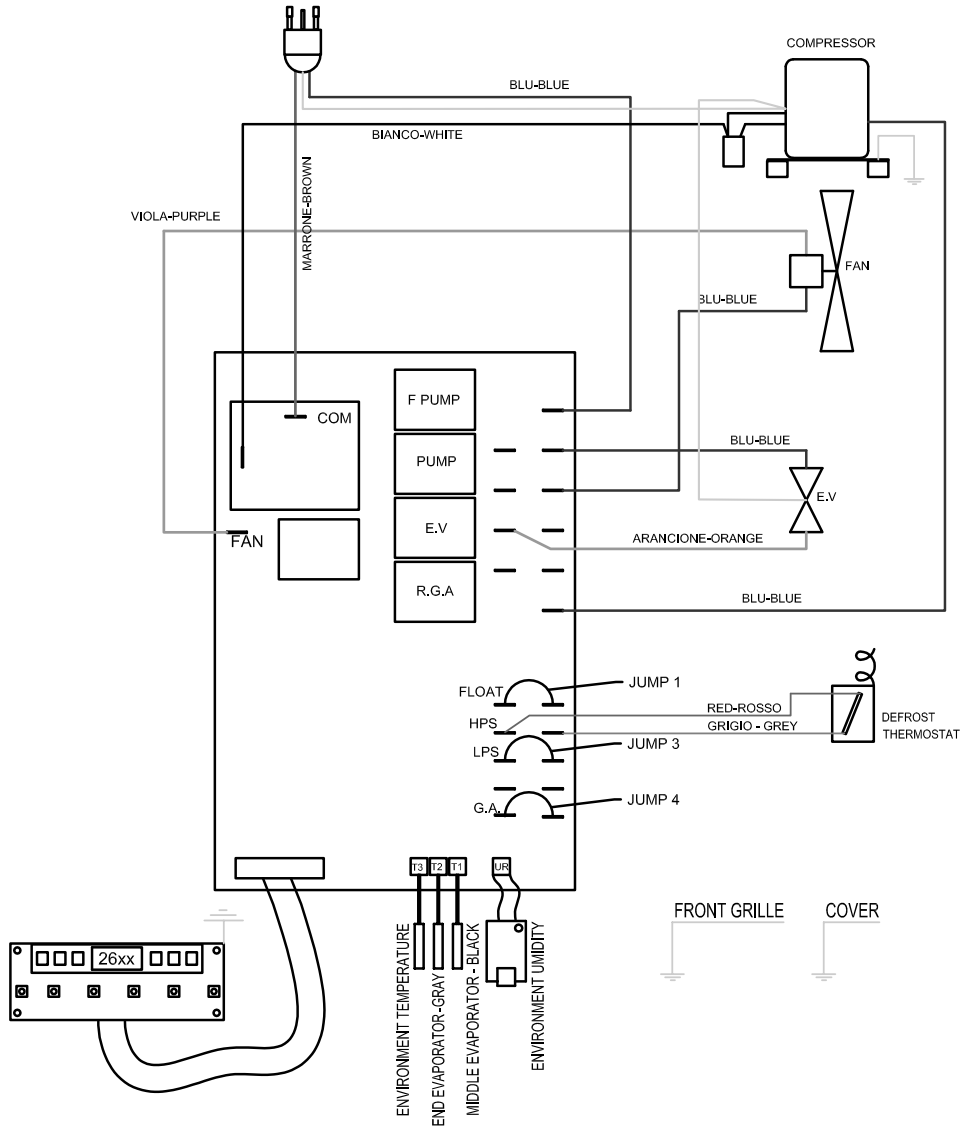 COMPRESSOR
BLU-BLUE
BIANCO-WHITE
MARRONE-BROWN
VIOLA-PURPLE
FAN
BLU-BLUE
F PUMP
COM
PUMP
BLU-BLUE
E.V
E.V
FAN
ARANCIONE-ORANGE
R.G.A
BLU-BLUE
FLOAT
JUMP 1
RED-ROSSO
HPS
GRIGIO - GREY
DEFROST
THERMOSTAT
LPS
JUMP 3
G.A.
JUMP 4
T3
T2
T1
UR
FRONT GRILLE
COVER
26xx
ENVIRONMENT TEMPERATURE
END EVAPORATOR-GRAY
MIDDLE EVAPORATOR - BLACK
ENVIRONMENT UMIDITY